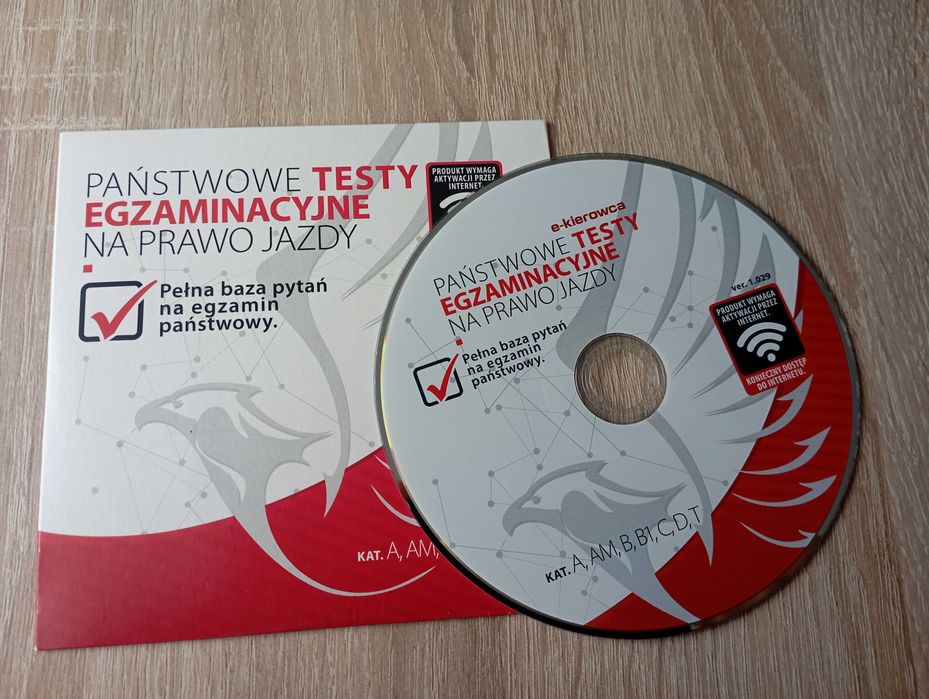 PAŃSTWOWE TESTY
EGZAMINACYJNE
NA PRAWO JAZDY
Pełna baza pytań
na egzamin
państwowy.
PRODUKT WYMAGA
AKTYWACJI PRZEZ
INTERNET.
KAT. A, AM,
e-kierowca
PAŃSTWOWE TESTY
EGZAMINACYJNE
NA PRAWO JAZDY
Pełna baza pytań
na egzamin
państwowy.
ver. 1.029
PRODUKT WYMAGA
AKTYWACJI PRZEZ
INTERNET.
KONIECZNY DOSTĘP
DO INTERNETU.
KAT. A, AM, B, B1, C, D, T